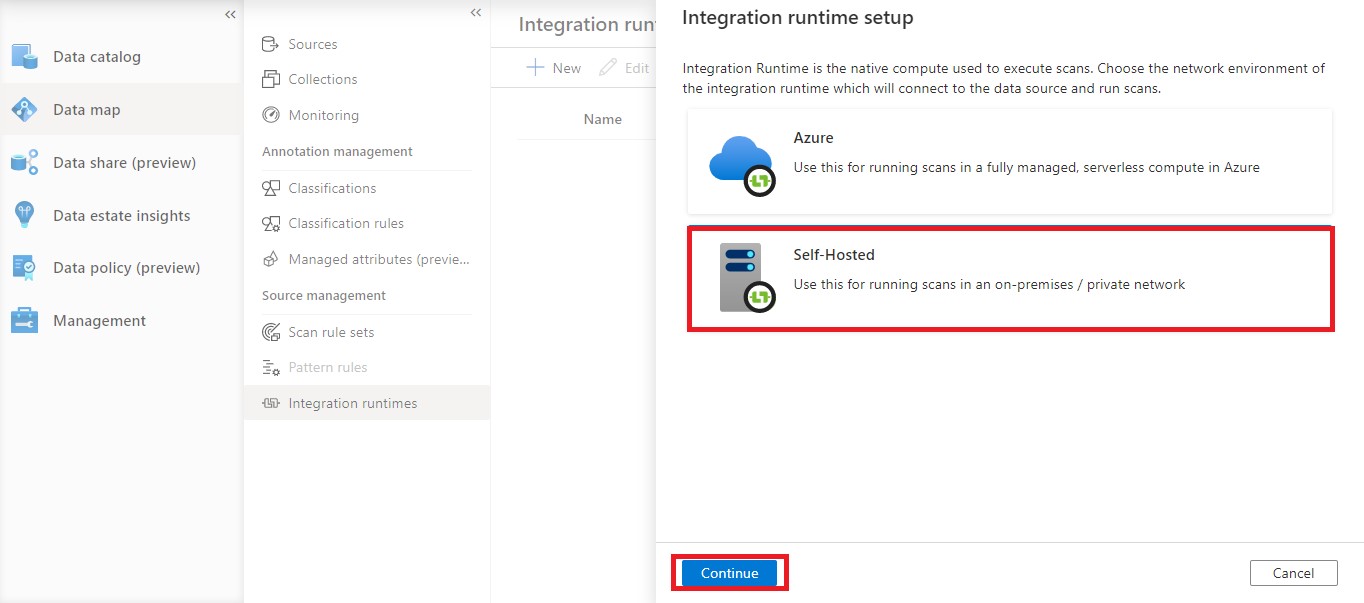 Data catalog
Data map
Data share (preview)
Data estate insights
Data policy (preview)
Management
Sources
Collections
Monitoring
Annotation management
Classifications
Classification rules
Managed attributes (previe...
Source management
Scan rule sets
Pattern rules
Integration runtimes
Integration run
New
Edit
Name
Integration runtime setup
Integration Runtime is the native compute used to execute scans. Choose the network environment of
the integration runtime which will connect to the data source and run scans.
Azure
Use this for running scans in a fully managed, serverless compute in Azure
Self-Hosted
Use this for running scans in an on-premises / private network
Continue
Cancel